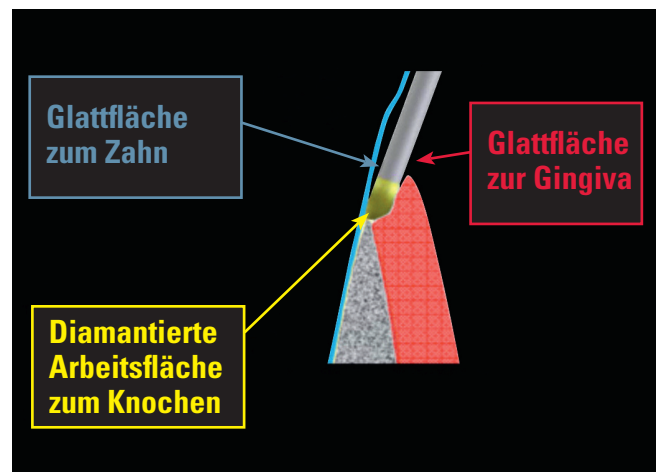 Glattfläche
zum Zahn
Glattfläche
zur Gingiva
Diamantierte
Arbeitsfläche
zum Knochen